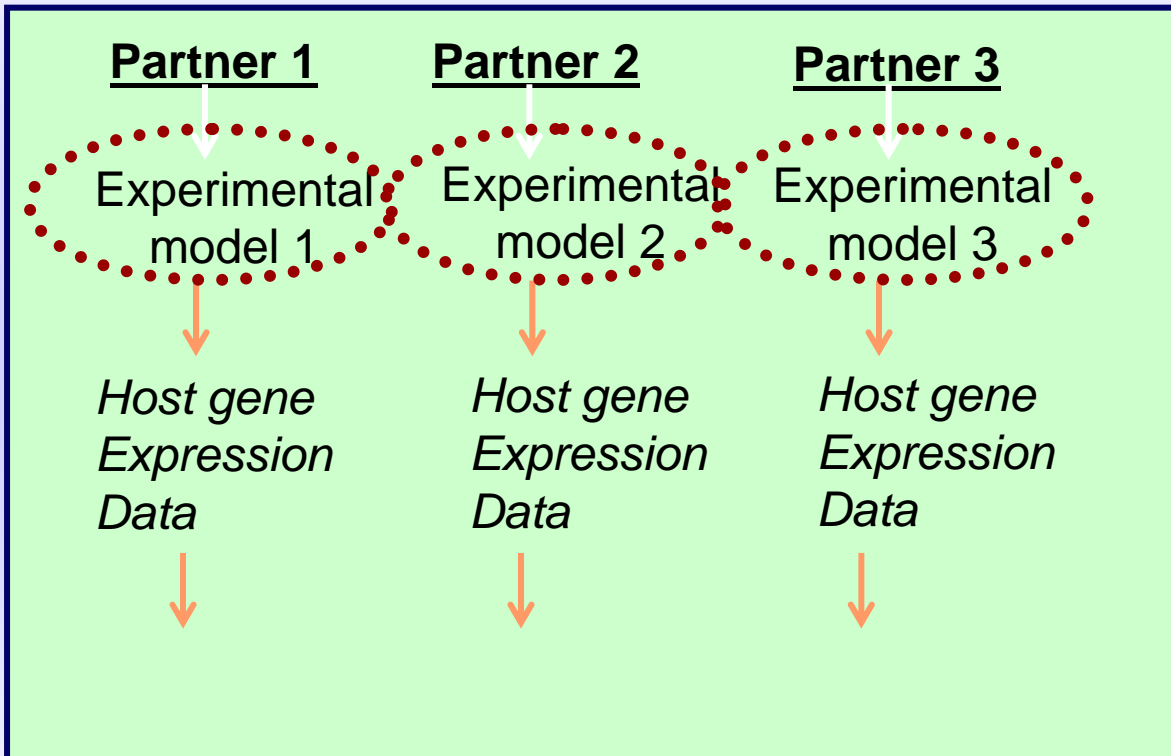 Partner 1
Partner 2
Partner 3
Experimental
model 1
Experimental
model 2
Experimental
model 3
Host gene
Expression
Data
Host gene
Expression
Data
Host gene
Expression
Data